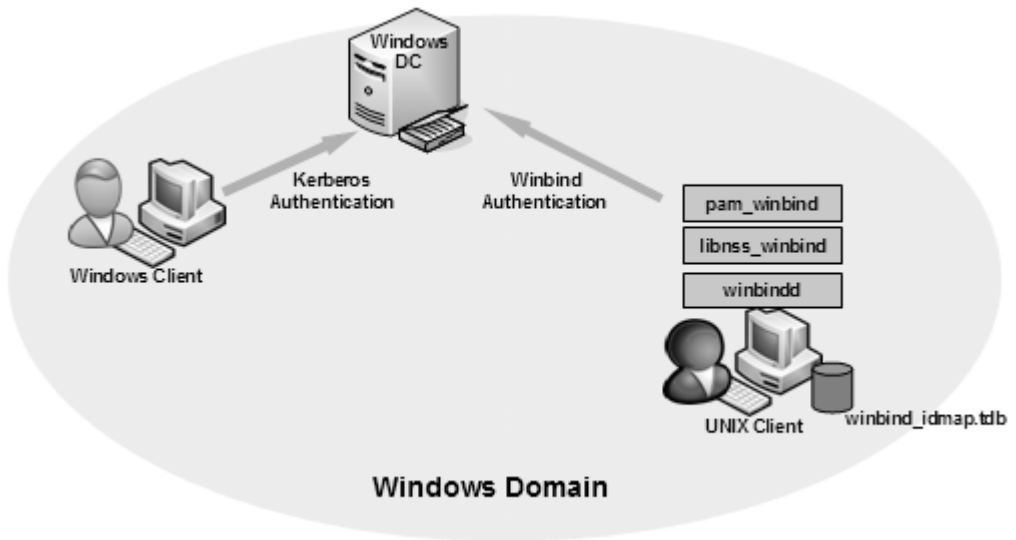 Windows
DC
Kerberos
Authentication
Winbind
Authentication
pam_winbind
libnss_winbind
winbindd
Windows Client
UNIX Client
winbind_idmap.tdb
Windows Domain